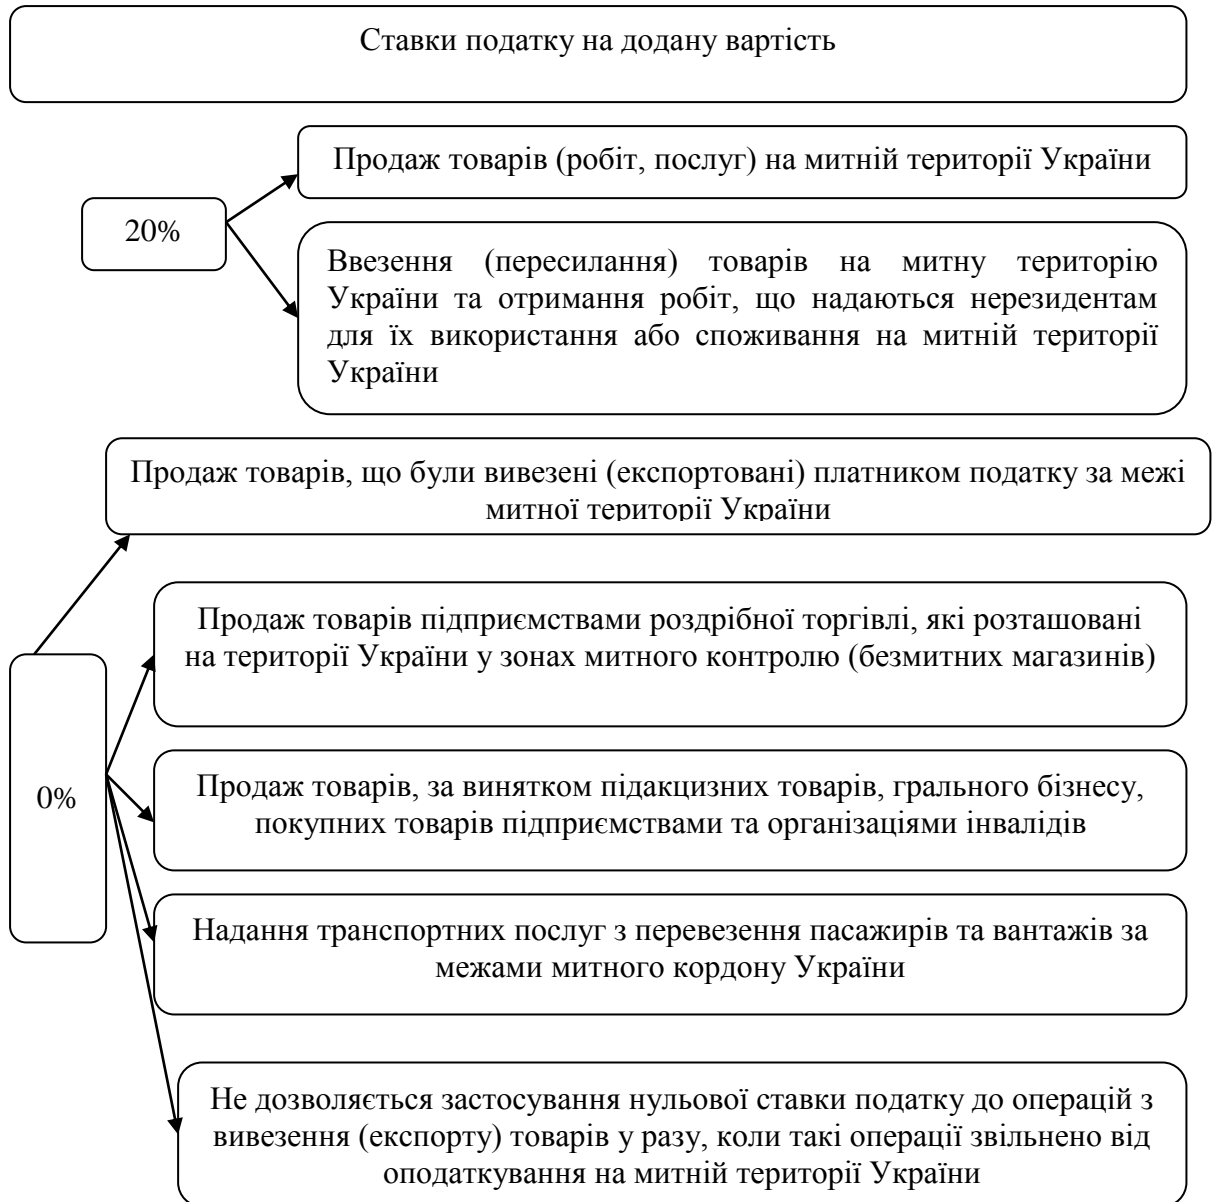 Ставки податку на додану вартість
Продаж товарів (робіт, послуг) на митній території України
20%
Ввезення (пересилання) товарів на митну територію
України та отримання робіт, що надаються нерезидентам
для їх використання або споживання на митній території
України
Продаж товарів, що були вивезені (експортовані) платником податку за межі
митної території України
Продаж товарів підприємствами роздрібної торгівлі, які розташовані
на території України у зонах митного контролю (безмитних магазинів)
0%
Продаж товарів, за винятком підакцизних товарів, грального бізнесу,
покупних товарів підприємствами та організаціями інвалідів
Надання транспортних послуг з перевезення пасажирів та вантажів за
межами митного кордону України
Не дозволяється застосування нульової ставки податку до операцій з
вивезення (експорту) товарів у разу, коли такі операції звільнено від
оподаткування на митній території України